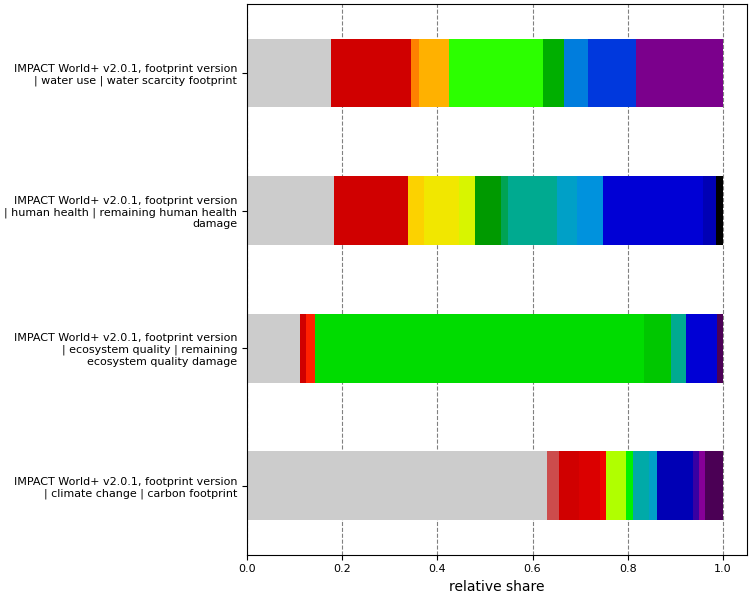 IMPACT World+ v2.0.1, footprint version
| water use | water scarcity footprint
IMPACT World+ v2.0.1, footprint version
| human health | remaining human health
damage
IMPACT World+ v2.0.1, footprint version
| ecosystem quality | remaining
ecosystem quality damage
IMPACT World+ v2.0.1, footprint version
| climate change | carbon footprint
0.0 0.2 0.4 0.6 0.8 1.0
relative share